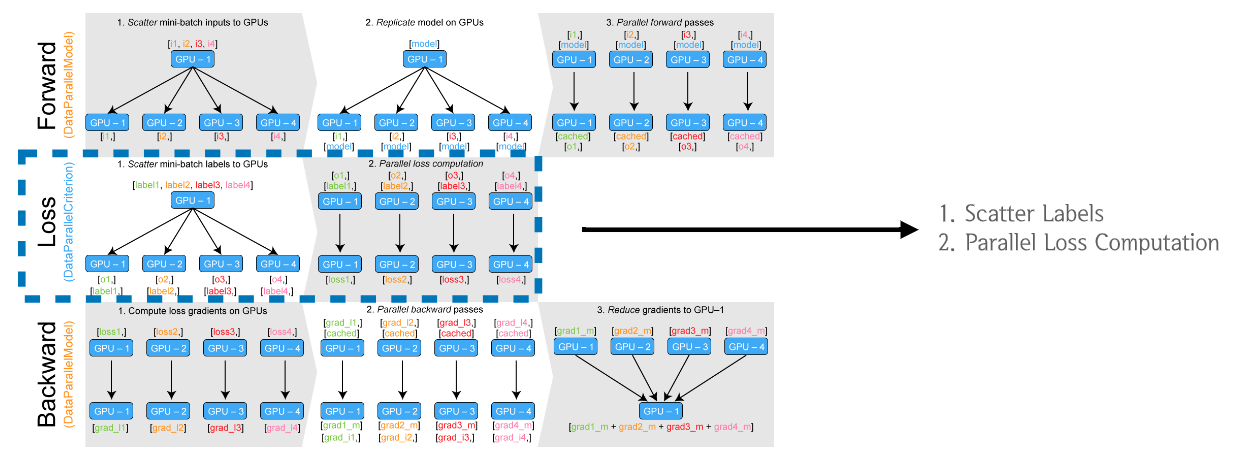 Forward
(DataParallelModel)
1. Scatter mini-batch inputs to GPUs
[i1, i2, i3, i4]
GPU – 1
GPU – 1 GPU – 2 GPU – 3 GPU – 4
[i1,] [i2,] [i3,] [i4,]
2. Replicate model on GPUs
[model]
GPU – 1
GPU – 1 GPU – 2 GPU – 3 GPU – 4
[i1,] [i2,] [i3,] [i4,]
[model] [model] [model] [model]
3. Parallel forward passes
[i1,] [i2,] [i3,] [i4,]
[model] [model] [model] [model]
GPU – 1 GPU – 2 GPU – 3 GPU – 4
GPU – 1 GPU – 2 GPU – 3 GPU – 4
[cached] [cached] [cached] [cached]
[o1,] [o2,] [o3,] [o4,]
Loss
(DataParallelCriterion)
1. Scatter mini-batch labels to GPUs
[label1, label2, label3, label4]
GPU – 1
GPU – 1 GPU – 2 GPU – 3 GPU – 4
[o1,] [o2,] [o3,] [o4,]
[label1,] [label2,] [label3,] [label4,]
2. Parallel loss computation
[o1,] [o2,] [o3,] [o4,]
[label1,] [label2,] [label3,] [label4,]
GPU – 1 GPU – 2 GPU – 3 GPU – 4
GPU – 1 GPU – 2 GPU – 3 GPU – 4
[loss1,] [loss2,] [loss3,] [loss4,]
1. Scatter Labels
2. Parallel Loss Computation
Backward
(DataParallelModel)
1. Compute loss gradients on GPUs
[loss1,] [loss2,] [loss3,] [loss4,]
GPU – 1 GPU – 2 GPU – 3 GPU – 4
GPU – 1 GPU – 2 GPU – 3 GPU – 4
[grad_l1] [grad_l2] [grad_l3] [grad_l4]
2. Parallel backward passes
[grad_l1,] [grad_l2,] [grad_l3,] [grad_l4,]
[cached] [cached] [cached] [cached]
GPU – 1 GPU – 2 GPU – 3 GPU – 4
GPU – 1 GPU – 2 GPU – 3 GPU – 4
[grad1_m] [grad2_m] [grad3_m] [grad4_m]
[grad_i1,] [grad_i2,] [grad_i3,] [grad_i4,]
3. Reduce gradients to GPU–1
[grad1_m] [grad2_m] [grad3_m] [grad4_m]
GPU – 1 GPU – 2 GPU – 3 GPU – 4
GPU – 1
[grad1_m + grad2_m + grad3_m + grad4_m]